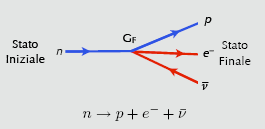 Stato
Iniziale
n
G_F
p
e⁻
ν̄
Stato
Finale
n → p + e⁻ + ν̄